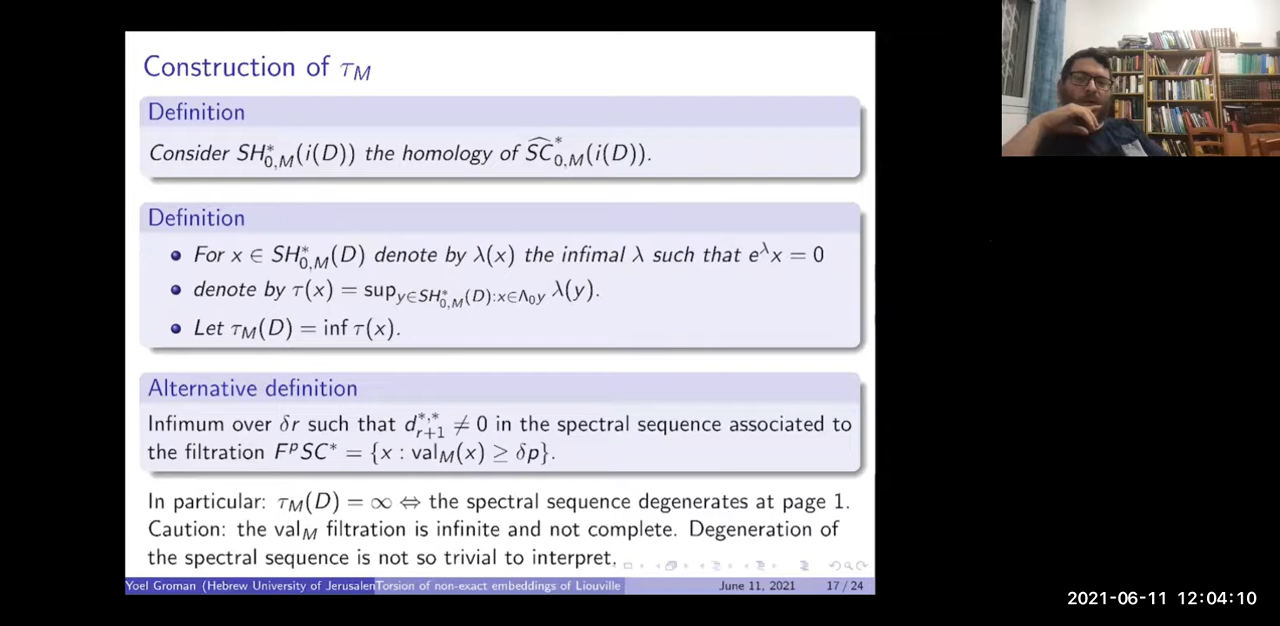 Construction of τ_M
Definition
Consider SH*_{0,M}(i(D)) the homology of \widehat{SC}*_{0,M}(i(D)).
Definition
• For x ∈ SH*_{0,M}(D) denote by λ(x) the infimal λ such that e^λ x = 0
• denote by τ(x) = sup_{y∈SH*_{0,M}(D):x∈Λ_0y} λ(y).
• Let τ_M(D) = inf τ(x).
Alternative definition
Infimum over δr such that d^{*,*}_{r+1} ≠ 0 in the spectral sequence associated to
the filtration F^pSC* = {x : val_M(x) ≥ δp}.
In particular: τ_M(D) = ∞ ⇔ the spectral sequence degenerates at page 1.
Caution: the val_M filtration is infinite and not complete. Degeneration of
the spectral sequence is not so trivial to interpret.
Yoel Groman (Hebrew University of Jerusalen Torsion of non-exact embeddings of Liouville June 11, 2021 17 / 24
2021-06-11 12:04:10